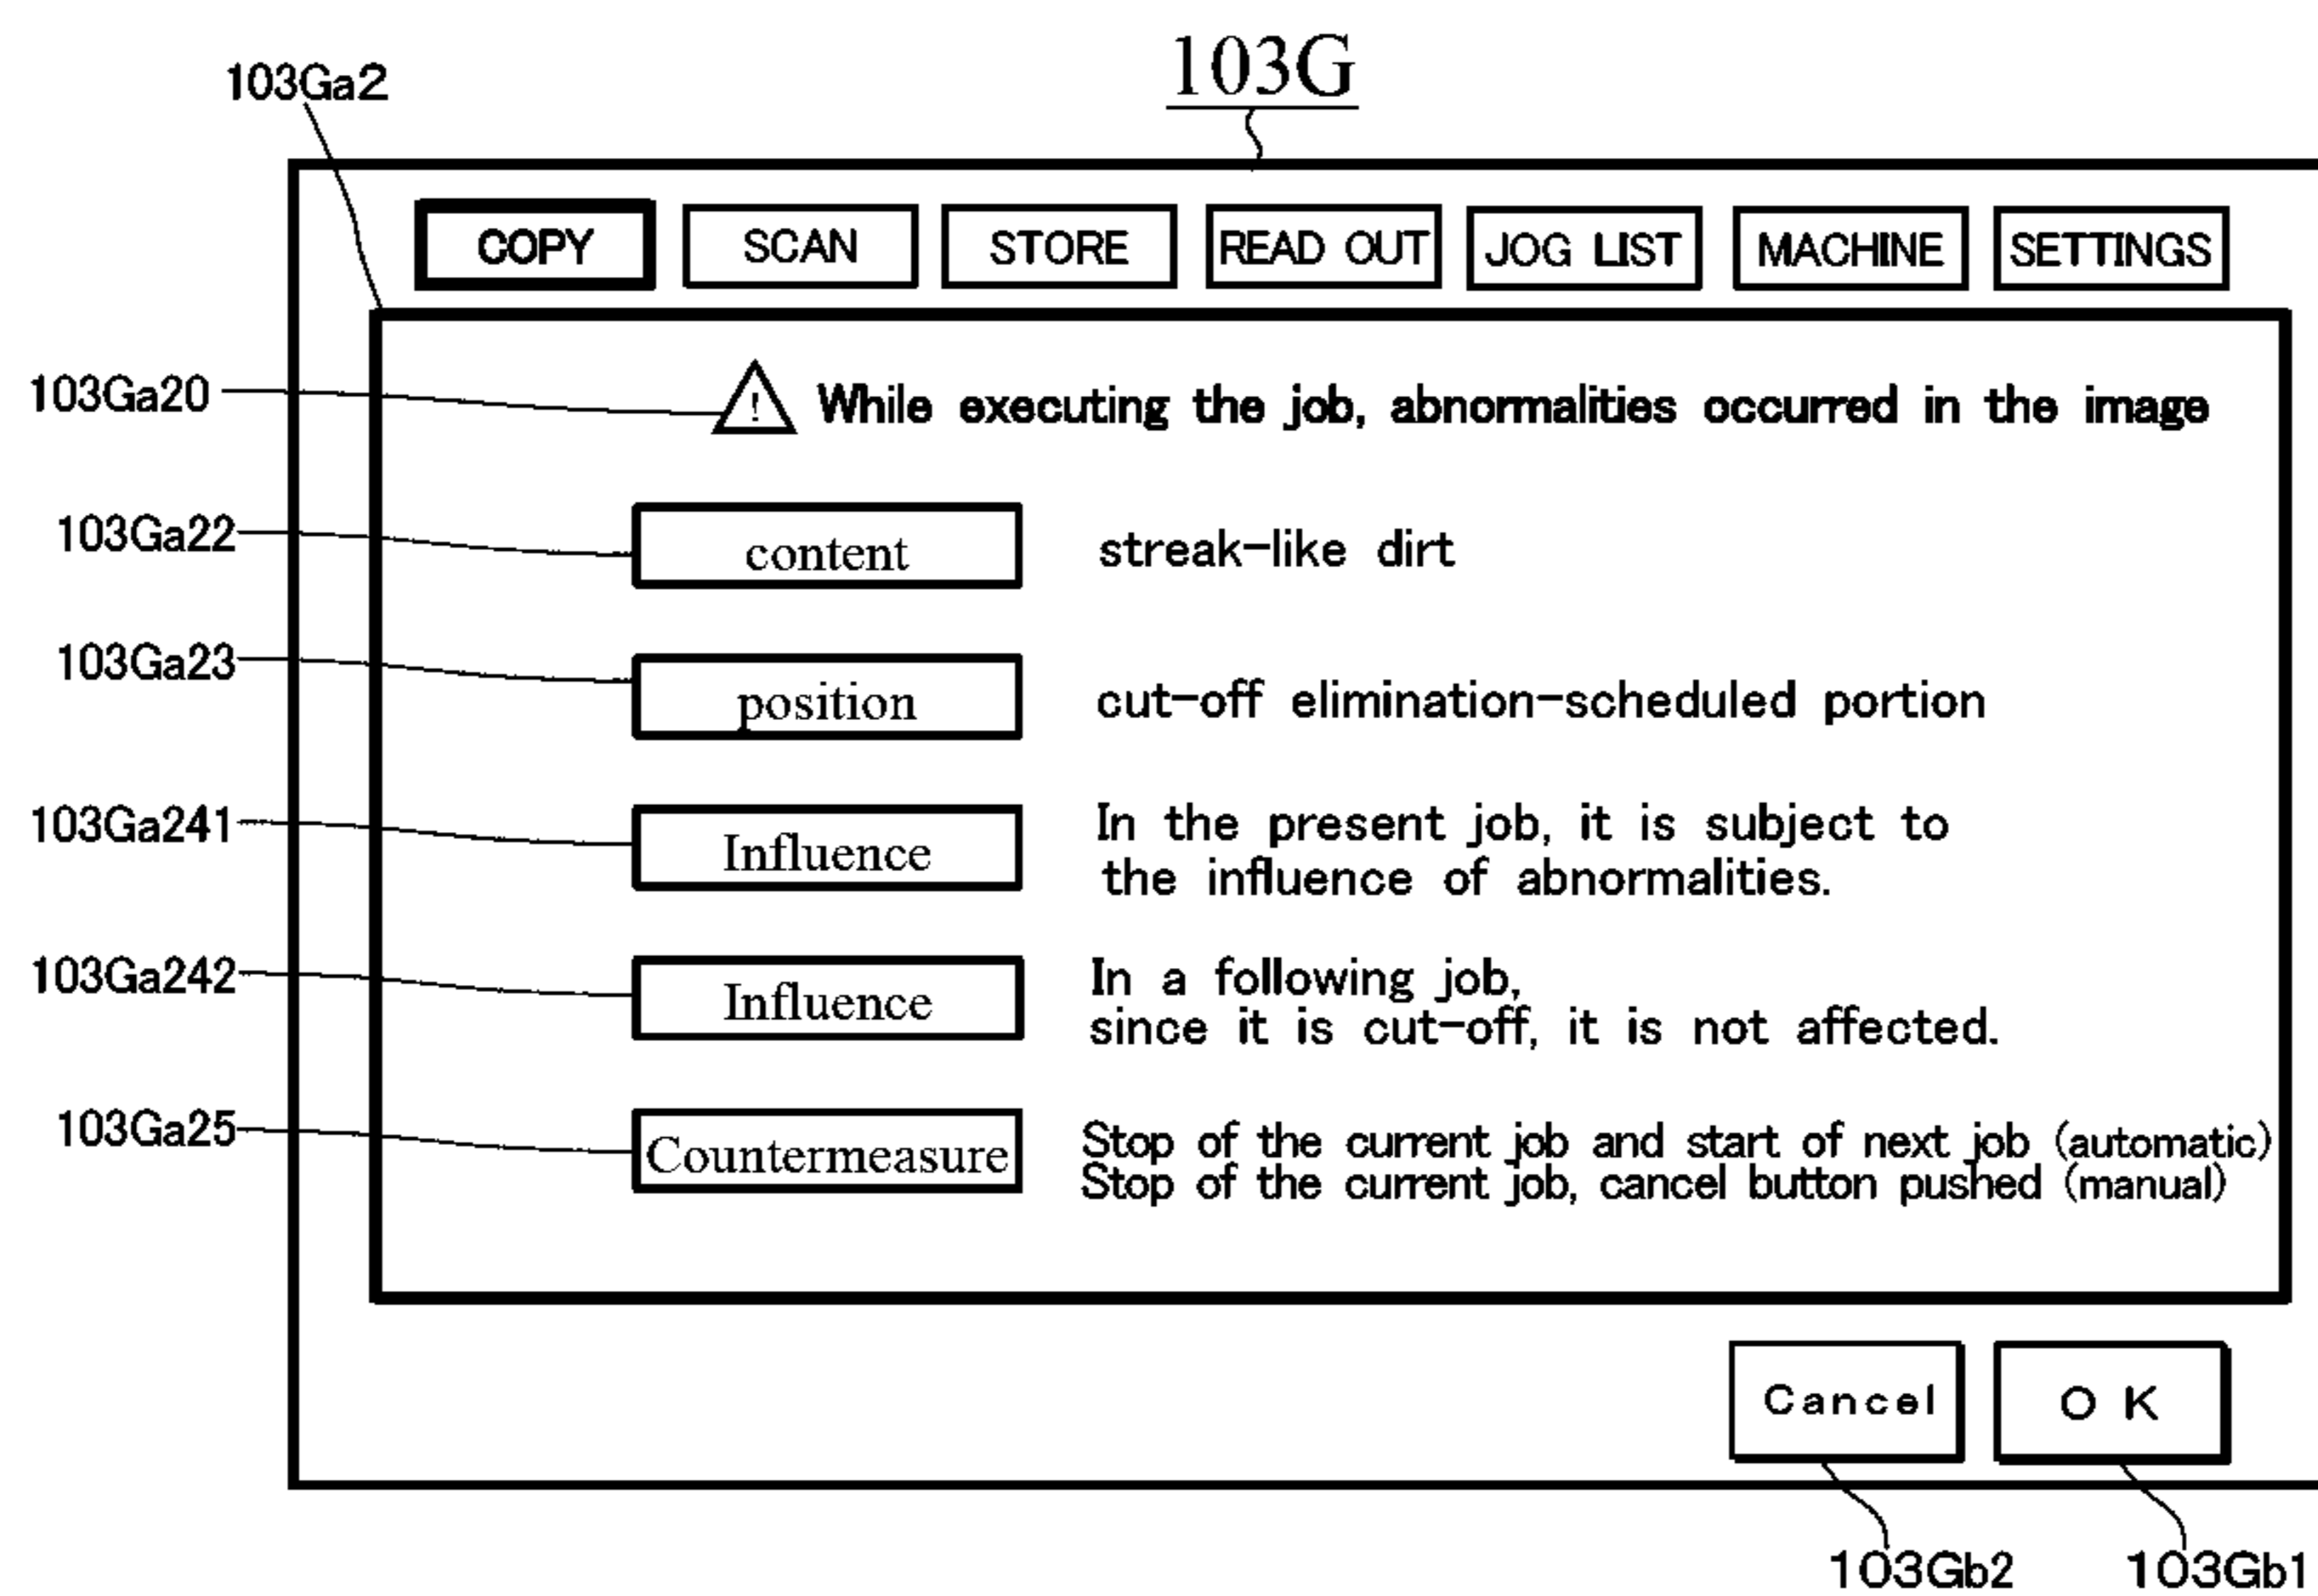 103G
103Ga2
COPY SCAN STORE READ OUT JOG LIST MACHINE SETTINGS
103Ga20 ! While executing the job, abnormalities occurred in the image
103Ga22 content streak-like dirt
103Ga23 position cut-off elimination-scheduled portion
103Ga241 Influence In the present job, it is subject to
the influence of abnormalities.
103Ga242 Influence In a following job,
since it is cut-off, it is not affected.
103Ga25 Countermeasure Stop of the current job and start of next job (automatic)
Stop of the current job, cancel button pushed (manual)
Cancel OK
103Gb2 103Gb1